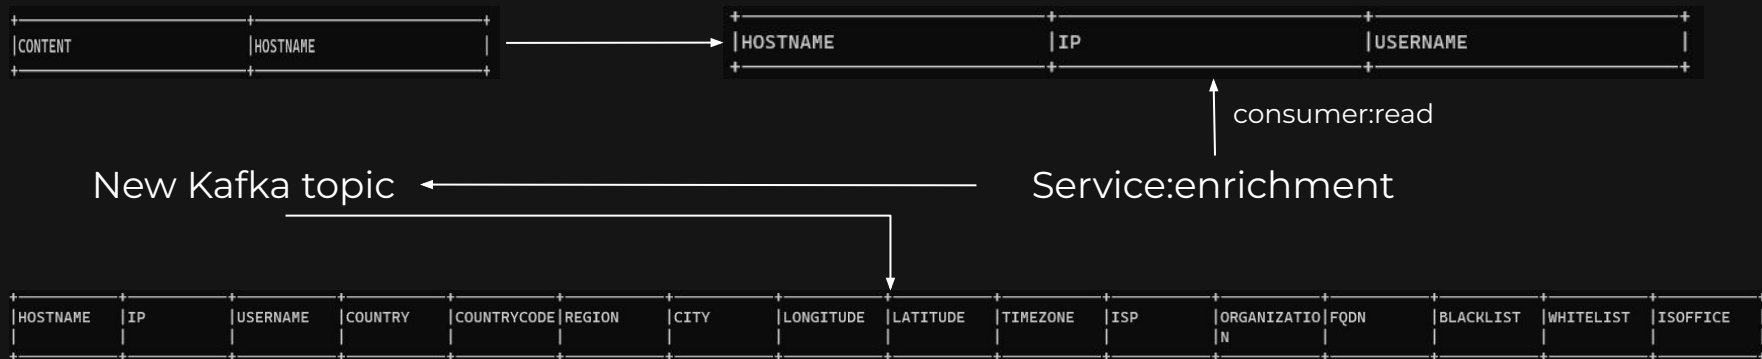 + + +
|CONTENT |HOSTNAME |
+ + +
+ + + +
|HOSTNAME |IP |USERNAME |
+ + + +
consumer:read
New Kafka topic
Service:enrichment
+ + + + + + + + + + + + + + + +
|HOSTNAME |IP |USERNAME |COUNTRY |COUNTRYCODE|REGION |CITY |LONGITUDE |LATITUDE |TIMEZONE |ISP |ORGANIZATIO|FQDN |BLACKLIST |WHITELIST |ISOFFICE
| | | | | | | | | | | |N | | | |
+ + + + + + + + + + + + + + + +